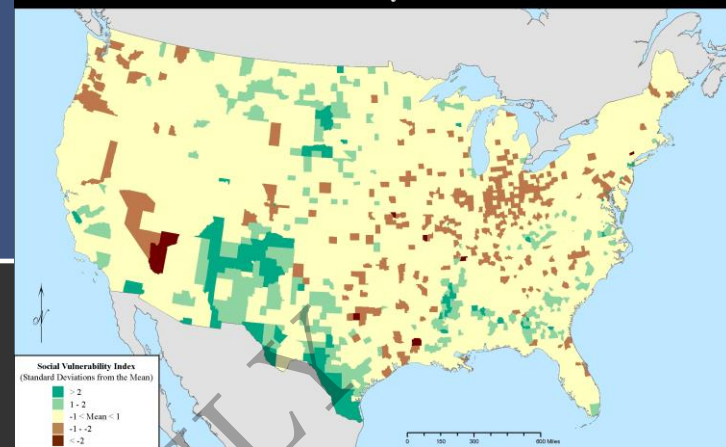 N
Social Vulnerability Index
(Standard Deviations from the Mean)
> 2
1 - 2
-1 < Mean < 1
-1 - -2
< -2
0 150 300 600 Miles